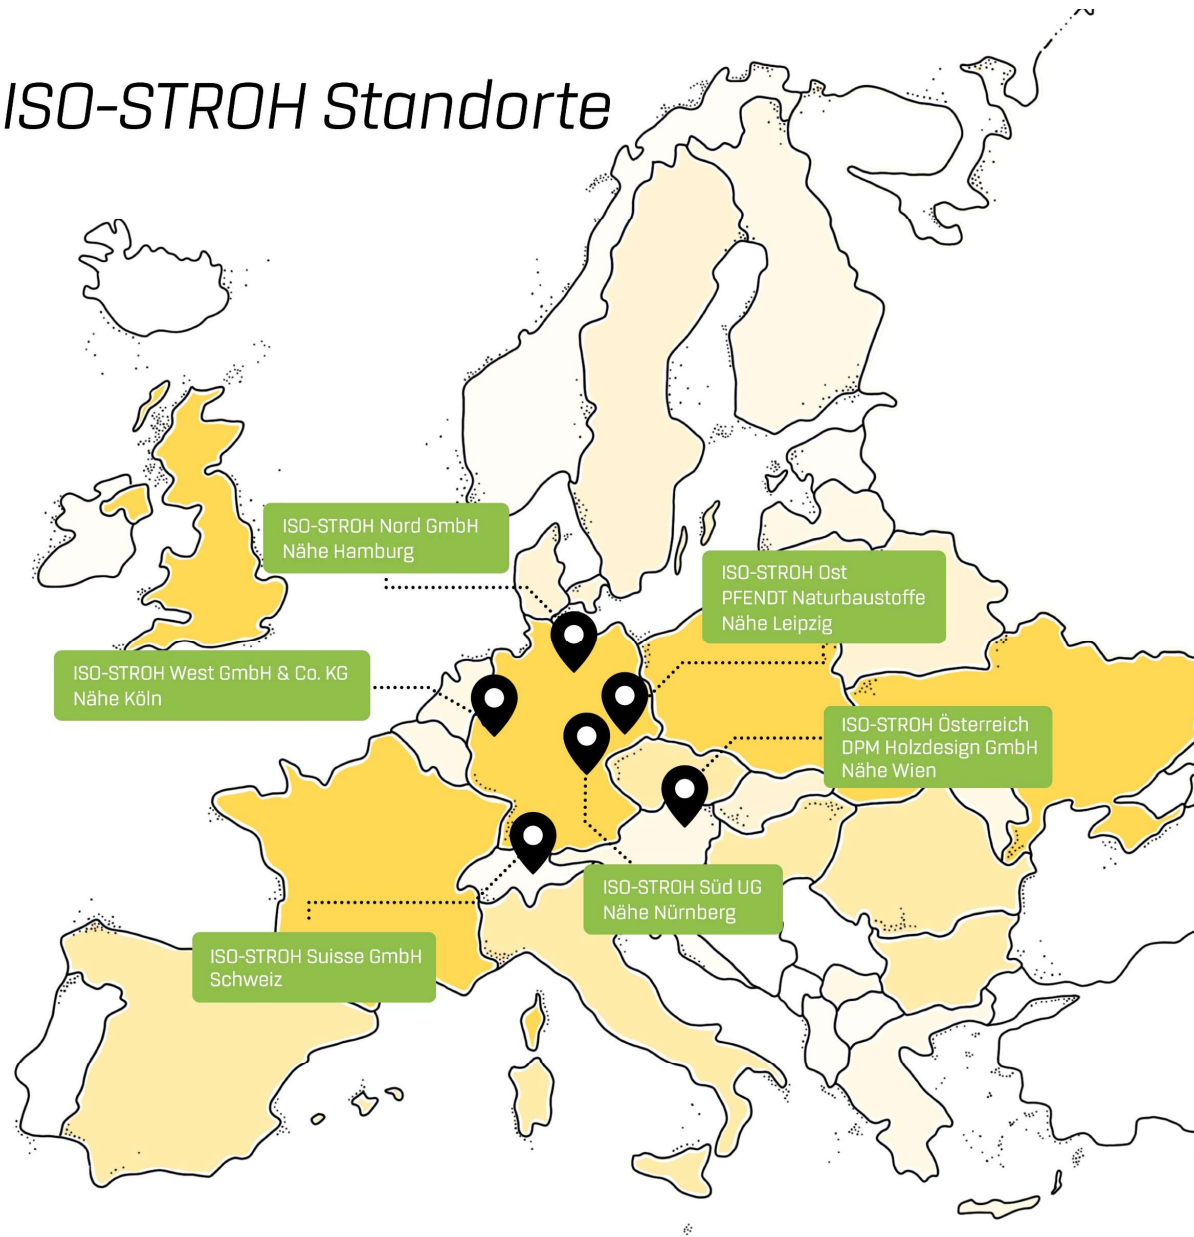 ISO-STROH Standorte
ISO-STROH Nord GmbH
Nähe Hamburg
ISO-STROH Ost
PFENDT Naturbaustoffe
Nähe Leipzig
ISO-STROH West GmbH & Co. KG
Nähe Köln
ISO-STROH Österreich
DPM Holzdesign GmbH
Nähe Wien
ISO-STROH Süd UG
Nähe Nürnberg
ISO-STROH Suisse GmbH
Schweiz